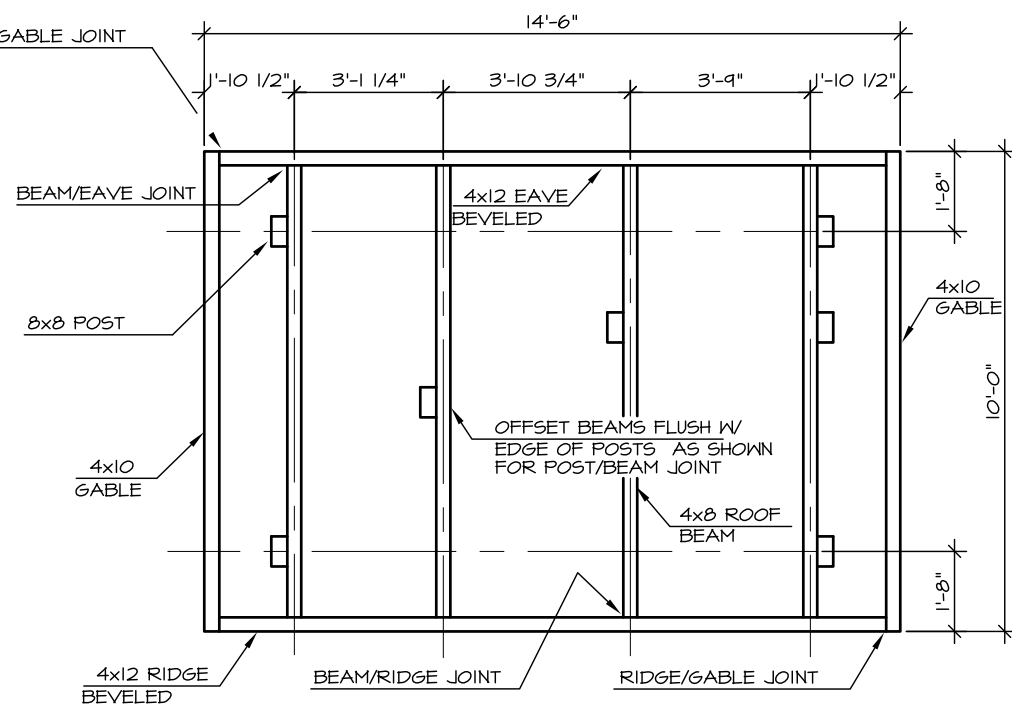 14'-6"
GABLE JOINT
1'-10 1/2" 3'-1 1/4" 3'-10 3/4" 3'-9" 1'-10 1/2"
BEAM/EAVE JOINT
4x12 EAVE
BEVELED
1'-8"
8x8 POST
4x10
GABLE
10'-0"
OFFSET BEAMS FLUSH W/
EDGE OF POSTS AS SHOWN
FOR POST/BEAM JOINT
4x10
GABLE
4x8 ROOF
BEAM
1'-8"
4x12 RIDGE
BEVELED
BEAM/RIDGE JOINT
RIDGE/GABLE JOINT